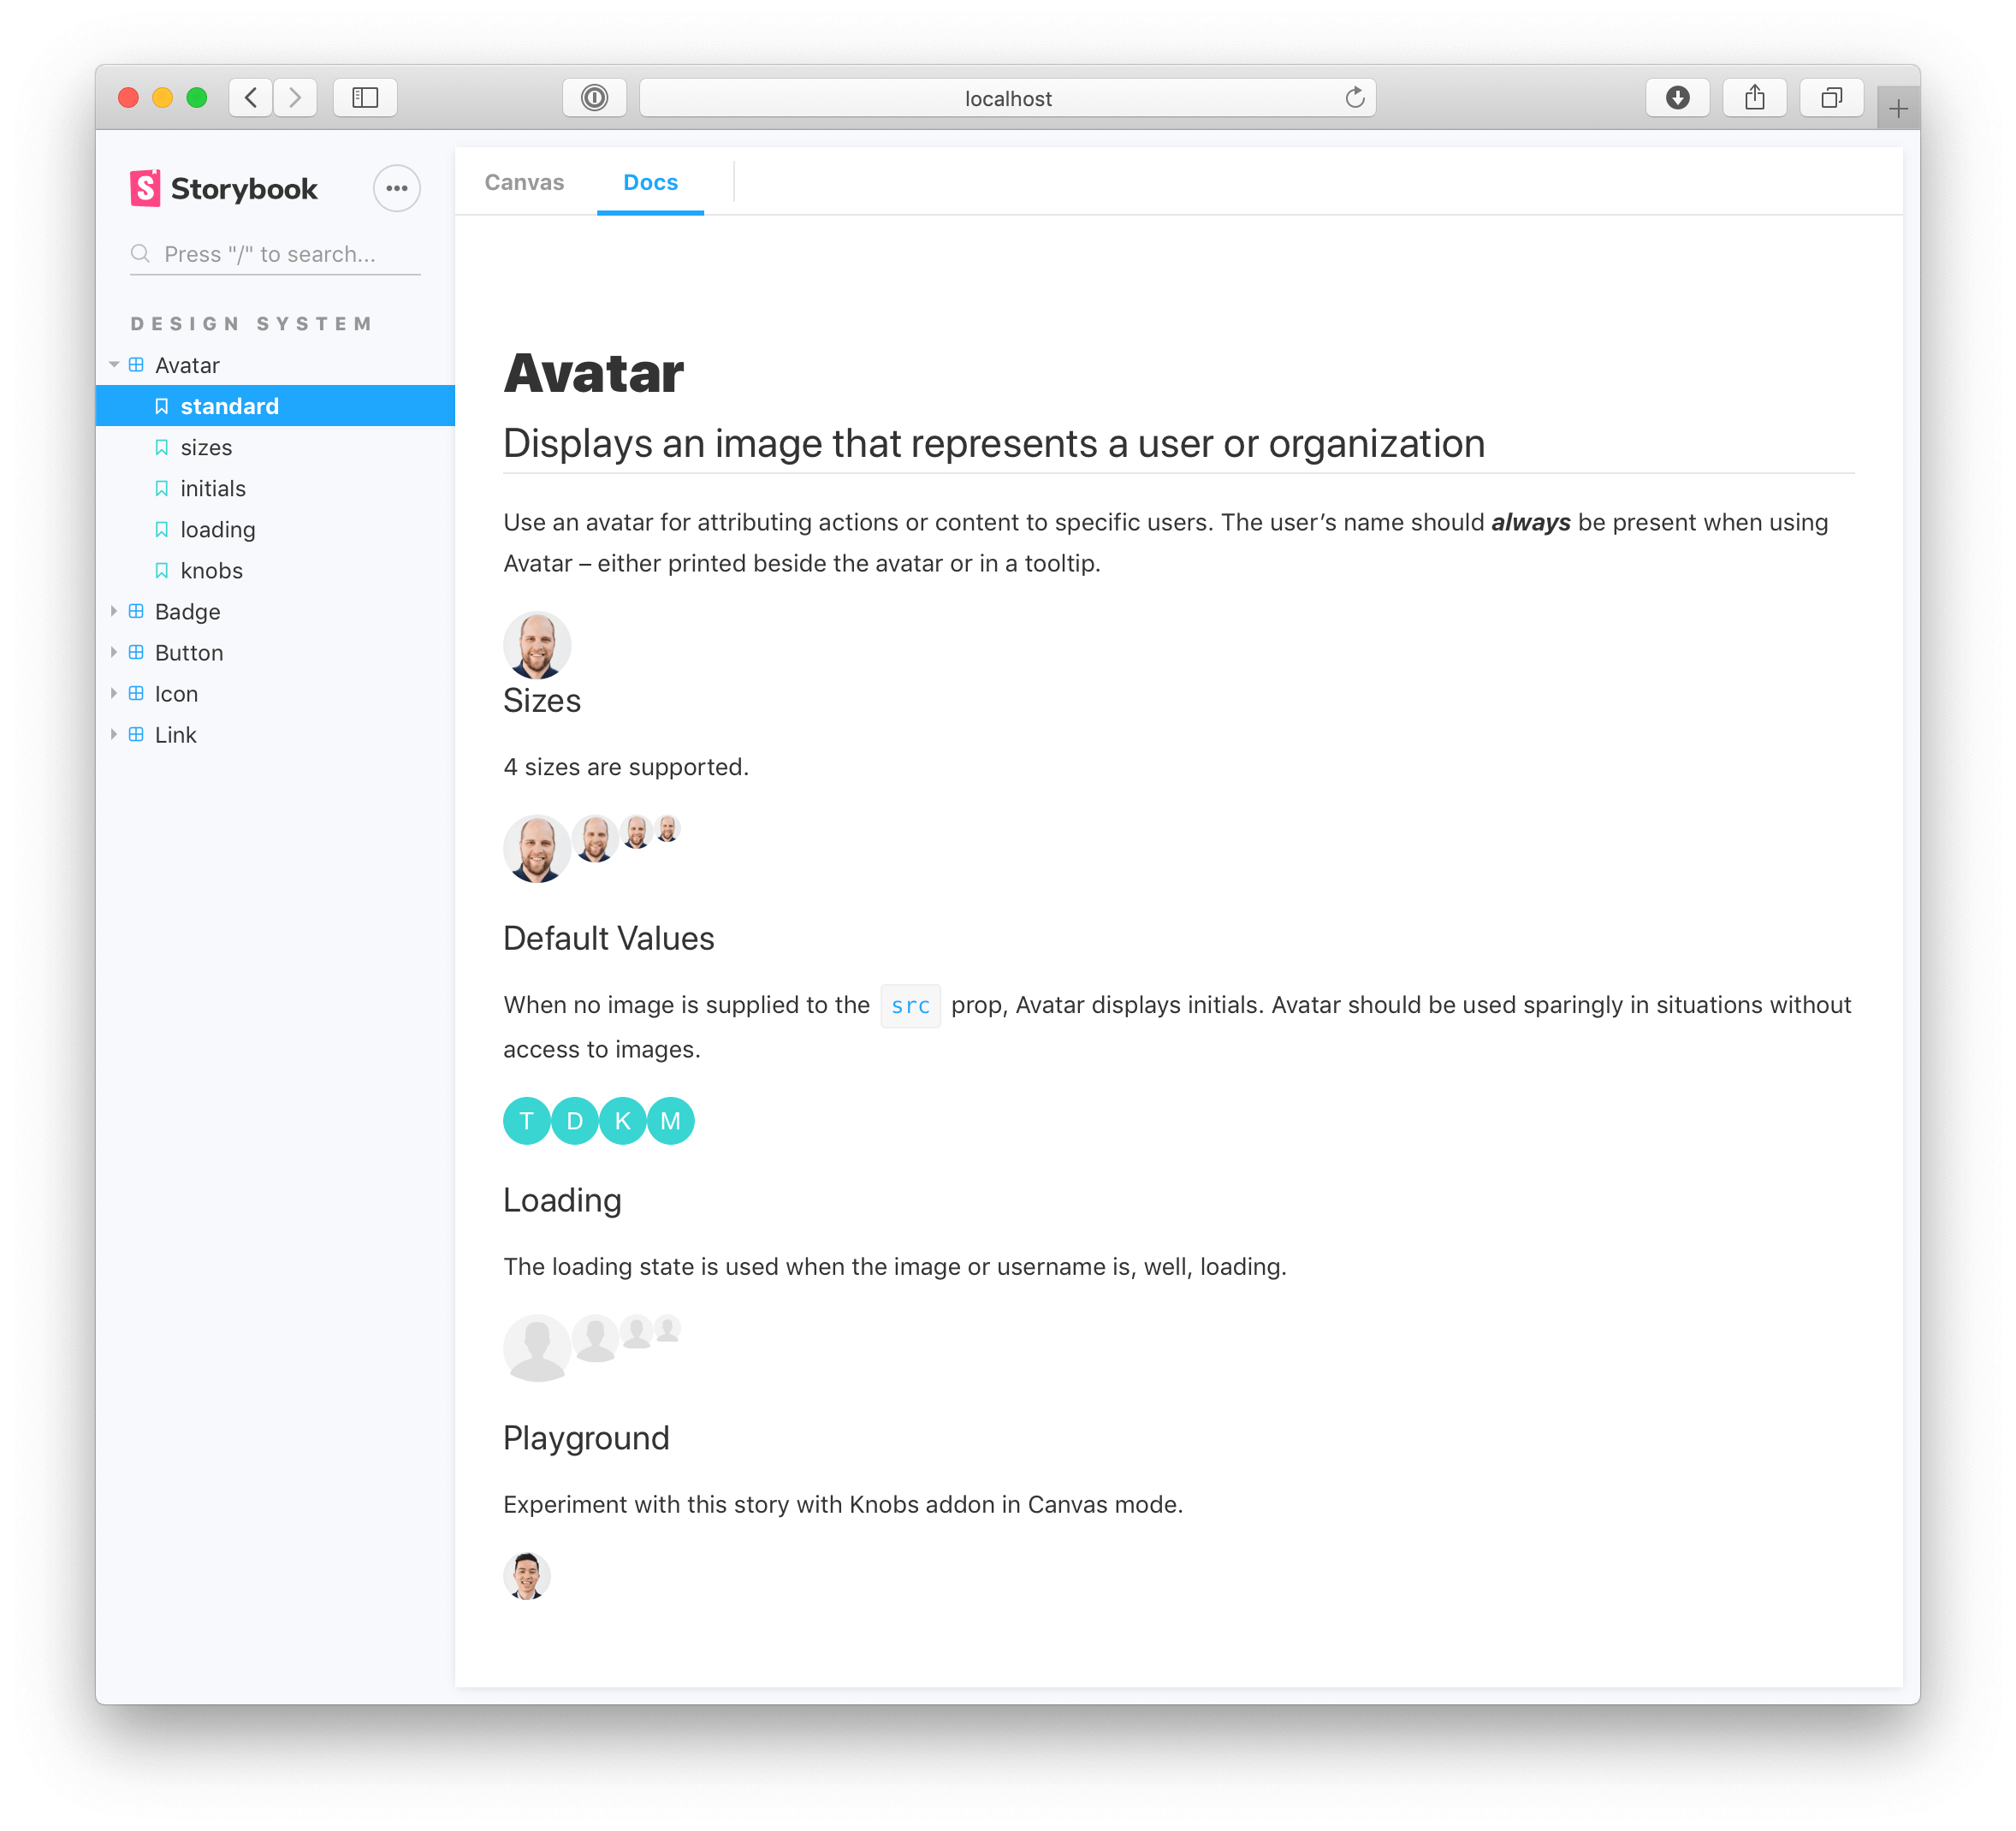 localhost
Storybook
Press "/" to search...
DESIGN SYSTEM
Avatar
standard
sizes
initials
loading
knobs
Badge
Button
Icon
Link
Canvas
Docs
Avatar
Displays an image that represents a user or organization
Use an avatar for attributing actions or content to specific users. The user’s name should always be present when using
Avatar – either printed beside the avatar or in a tooltip.
Sizes
4 sizes are supported.
Default Values
When no image is supplied to the src prop, Avatar displays initials. Avatar should be used sparingly in situations without
access to images.
T D K M
Loading
The loading state is used when the image or username is, well, loading.
Playground
Experiment with this story with Knobs addon in Canvas mode.